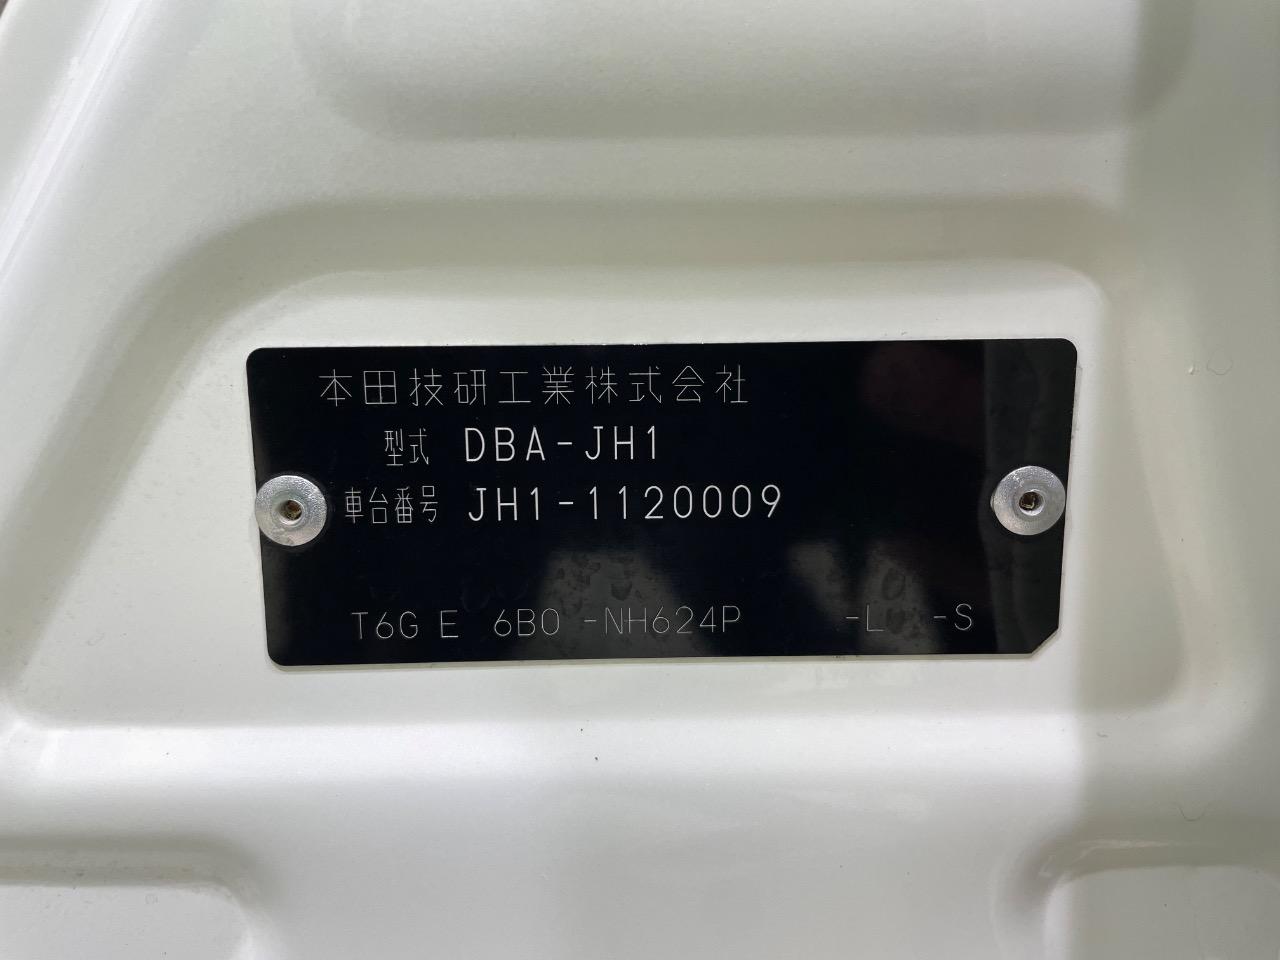 本田技研工業株式会社
型式 DBA-JH1
車台番号 JH1-1120009
T6G E 6B0 -NH624P -L -S